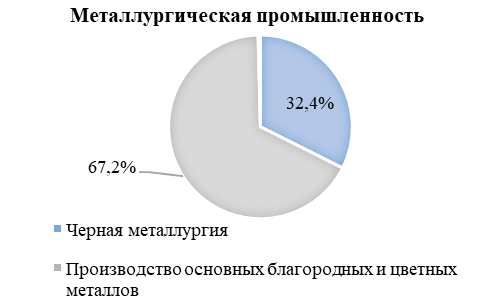 Металлургическая промышленность
32,4%
67,2%
Черная металлургия
Производство основных благородных и цветных
металлов